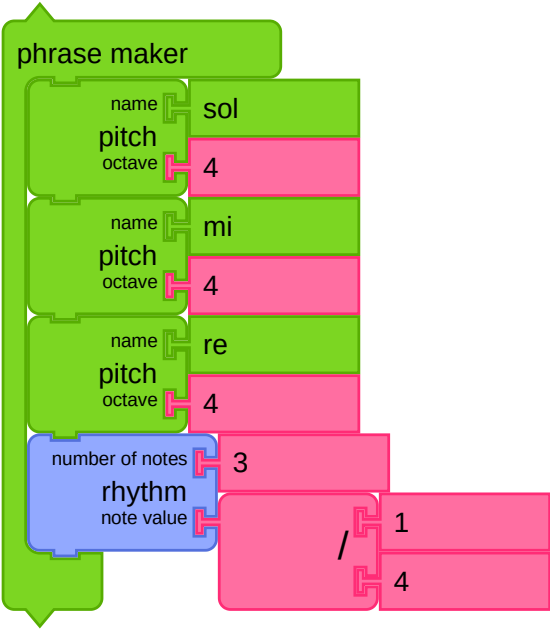 phrase maker
name sol
pitch
octave 4
name mi
pitch
octave 4
name re
pitch
octave 4
number of notes 3
rhythm
note value
/ 1
4